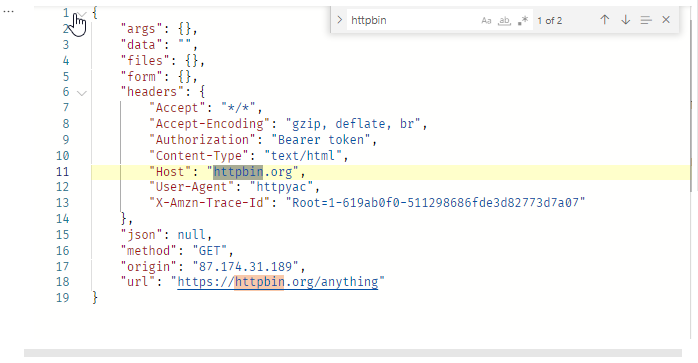 ...
httpbin Aa ab .* 1 of 2
1 {
2 "args": {},
3 "data": "",
4 "files": {},
5 "form": {},
6 "headers": {
7 "Accept": "*/*",
8 "Accept-Encoding": "gzip, deflate, br",
9 "Authorization": "Bearer token",
10 "Content-Type": "text/html",
11 "Host": "httpbin.org",
12 "User-Agent": "httpyac",
13 "X-Amzn-Trace-Id": "Root=1-619ab0f0-511298686fde3d82773d7a07"
14 },
15 "json": null,
16 "method": "GET",
17 "origin": "87.174.31.189",
18 "url": "https://httpbin.org/anything"
19 }